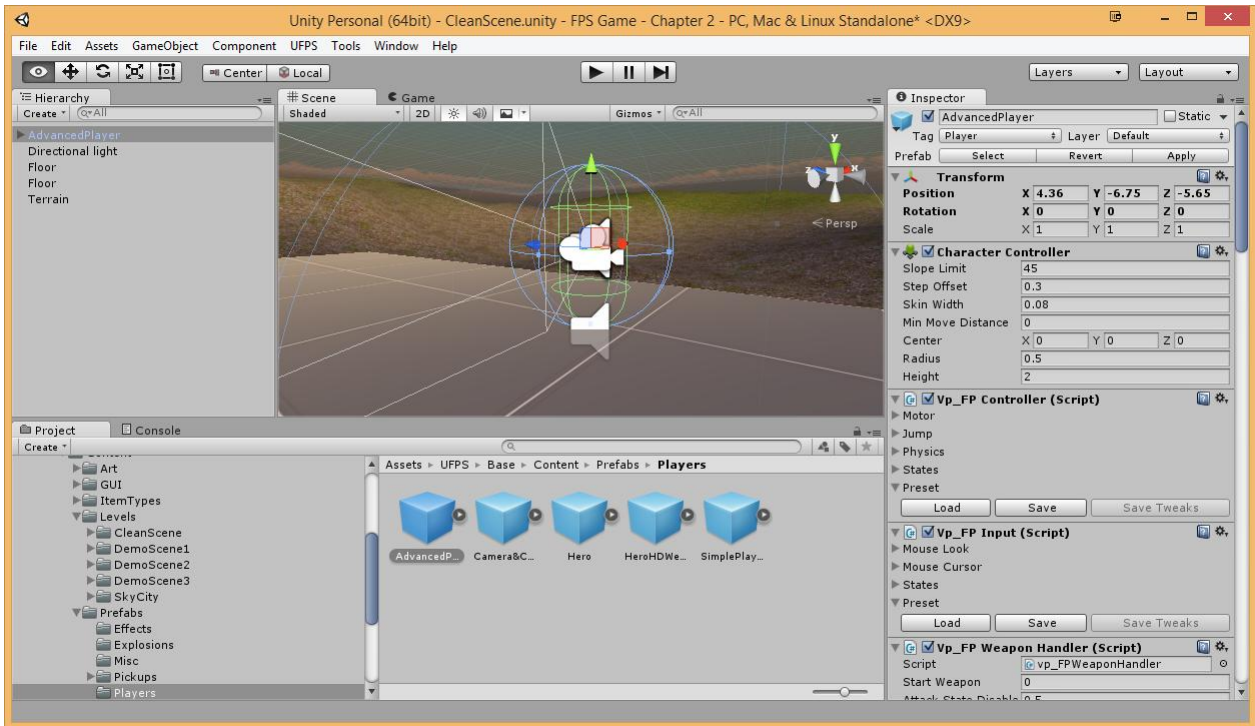 Unity Personal (64bit) - CleanScene.unity - FPS Game - Chapter 2 - PC, Mac & Linux Standalone* <DX9>
File Edit Assets GameObject Component UFPS Tools Window Help
Center Local Layers Layout
Hierarchy
Create All
AdvancedPlayer
Directional light
Floor
Floor
Terrain
Scene Game
Shaded 2D Gizmos All
y
z x
Persp
Project Console
Create
Art
GUI
ItemTypes
Levels
CleanScene
DemoScene1
DemoScene2
DemoScene3
SkyCity
Prefabs
Effects
Explosions
Misc
Pickups
Players
Assets UFPS Base Content Prefabs Players
AdvancedP... Camera&C... Hero HeroHDWe... SimplePlay...
Inspector
AdvancedPlayer Static
Tag Player Layer Default
Prefab Select Revert Apply
Transform
Position X 4.36 Y -6.75 Z -5.65
Rotation X 0 Y 0 Z 0
Scale X 1 Y 1 Z 1
Character Controller
Slope Limit 45
Step Offset 0.3
Skin Width 0.08
Min Move Distance 0
Center X 0 Y 0 Z 0
Radius 0.5
Height 2
Vp_FP Controller (Script)
Motor
Jump
Physics
States
Preset
Load Save Save Tweaks
Vp_FP Input (Script)
Mouse Look
Mouse Cursor
States
Preset
Load Save Save Tweaks
Vp_FP Weapon Handler (Script)
Script vp_FPWeaponHandler
Start Weapon 0
Attack State Disable 0.5